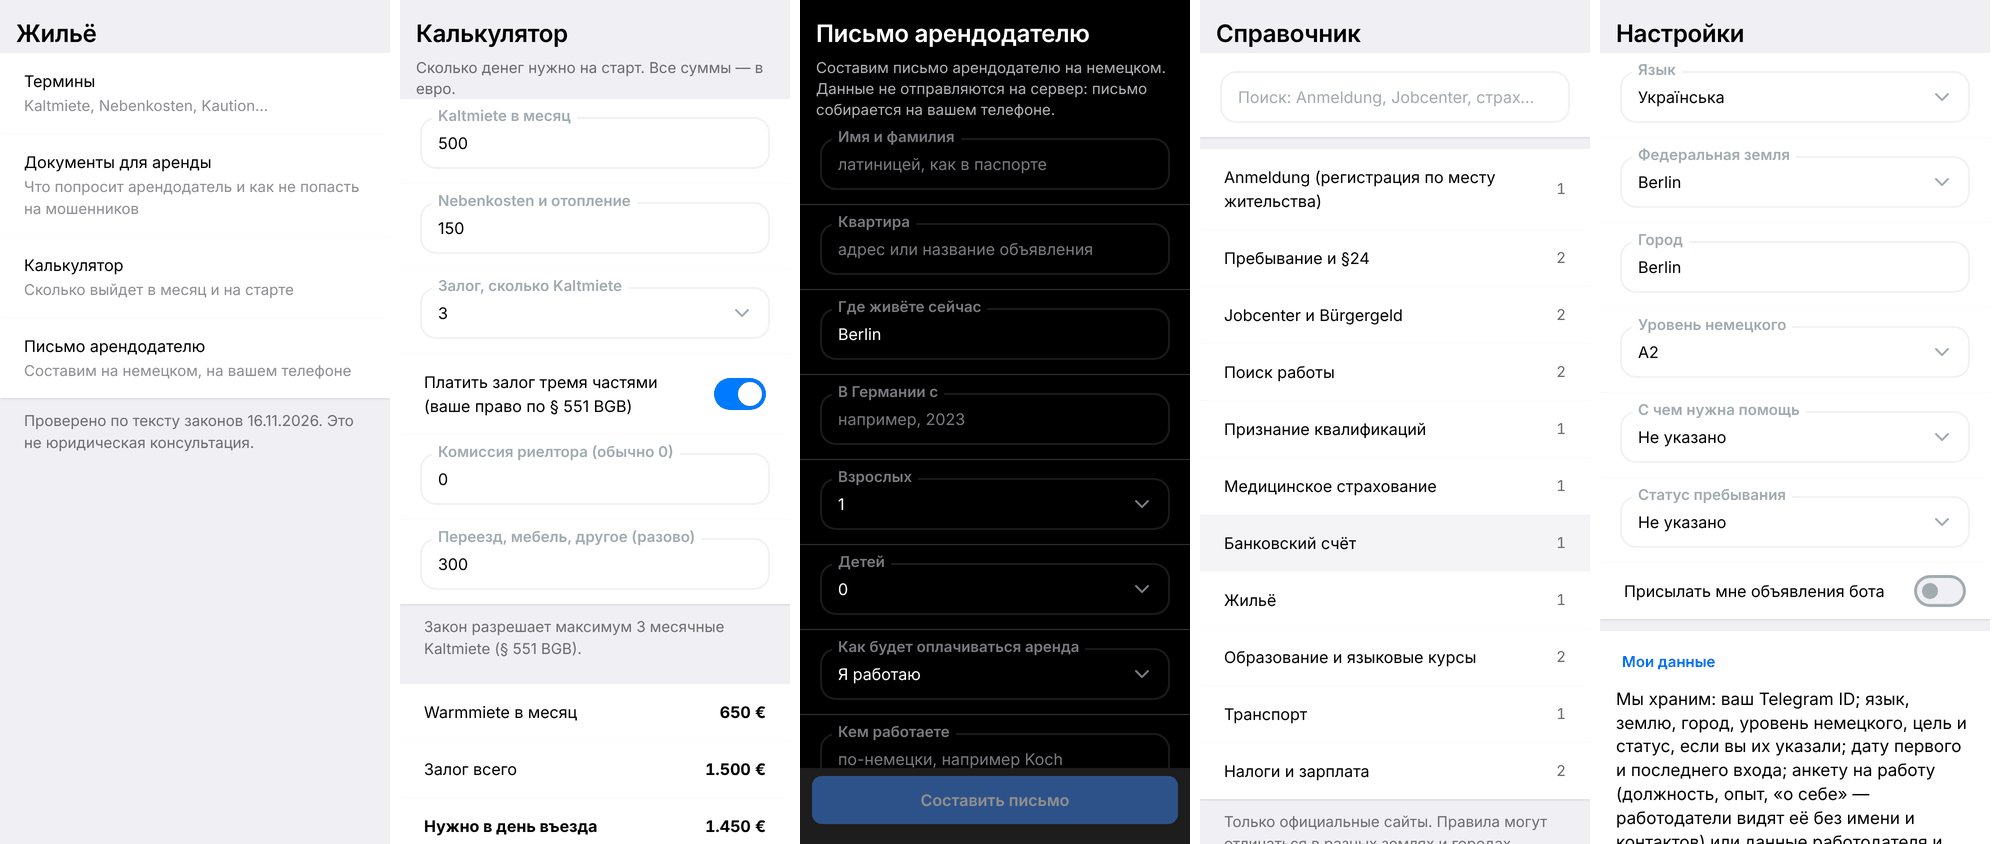 Жильё
Термины
Kaltmiete, Nebenkosten, Kaution...
Документы для аренды
Что попросит арендодатель и как не попасть
на мошенников
Калькулятор
Сколько выйдет в месяц и на старте
Письмо арендодателю
Составим на немецком, на вашем телефоне
Проверено по тексту законов 16.11.2026. Это
не юридическая консультация.
Калькулятор
Сколько денег нужно на старт. Все суммы — в
евро.
Kaltmiete в месяц
500
Nebenkosten и отопление
150
Залог, сколько Kaltmiete
3
Платить залог тремя частями
(ваше право по § 551 BGB)
Комиссия риелтора (обычно 0)
0
Переезд, мебель, другое (разово)
300
Закон разрешает максимум 3 месячные
Kaltmiete (§ 551 BGB).
Warmmiete в месяц 650 €
Залог всего 1.500 €
Нужно в день въезда 1.450 €
Письмо арендодателю
Составим письмо арендодателю на немецком.
Данные не отправляются на сервер: письмо
собирается на вашем телефоне.
Имя и фамилия
латиницей, как в паспорте
Квартира
адрес или название объявления
Где живёте сейчас
Berlin
В Германии с
например, 2023
Взрослых
1
Детей
0
Как будет оплачиваться аренда
Я работаю
Кем работаете
по-немецки, например Koch
Составить письмо
Справочник
Поиск: Anmeldung, Jobcenter, страх...
Anmeldung (регистрация по месту
жительства) 1
Пребывание и §24 2
Jobcenter и Bürgergeld 2
Поиск работы 2
Признание квалификаций 1
Медицинское страхование 1
Банковский счёт 1
Жильё 1
Образование и языковые курсы 2
Транспорт 1
Налоги и зарплата 2
Только официальные сайты. Правила могут
отличаться в разных землях и городах
Настройки
Язык
Українська
Федеральная земля
Berlin
Город
Berlin
Уровень немецкого
A2
С чем нужна помощь
Не указано
Статус пребывания
Не указано
Присылать мне объявления бота
Мои данные
Мы храним: ваш Telegram ID; язык,
землю, город, уровень немецкого, цель и
статус, если вы их указали; дату первого
и последнего входа; анкету на работу
(должность, опыт, «о себе» —
работодатели видят её без имени и
контактов) или данные работодателя и